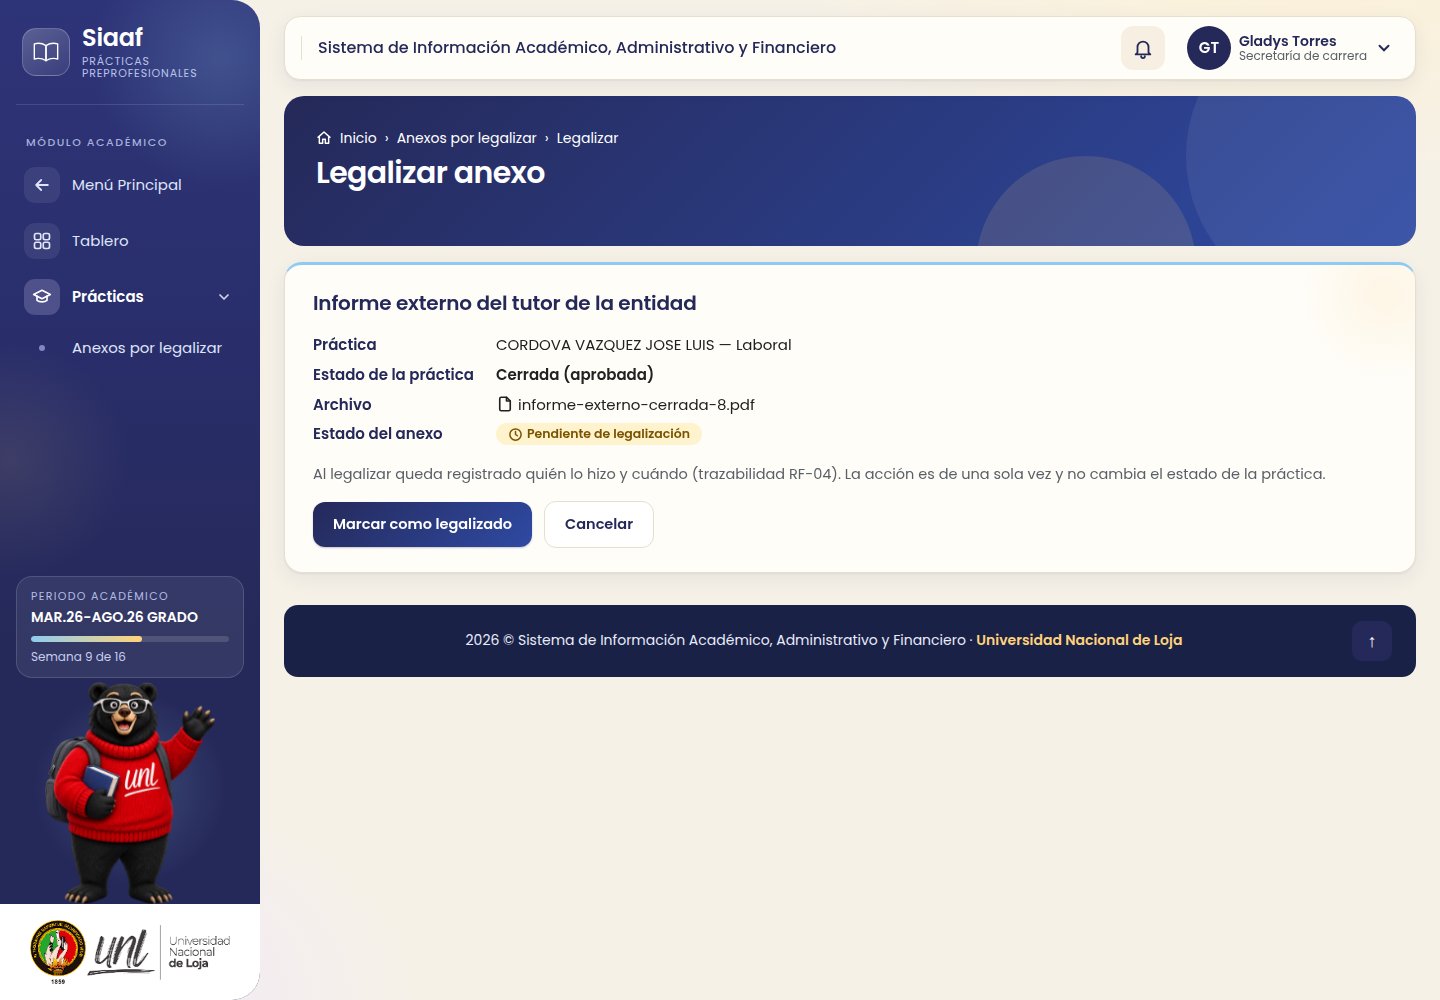 Siaaf
PRÁCTICAS
PREPROFESIONALES
MÓDULO ACADÉMICO
Menú Principal
Tablero
Prácticas
Anexos por legalizar
PERIODO ACADÉMICO
MAR.26-AGO.26 GRADO
Semana 9 de 16
unl
1859
unl
Universidad
Nacional
de Loja
Sistema de Información Académico, Administrativo y Financiero
GT
Gladys Torres
Secretaría de carrera
Inicio › Anexos por legalizar › Legalizar
Legalizar anexo
Informe externo del tutor de la entidad
Práctica CORDOVA VAZQUEZ JOSE LUIS — Laboral
Estado de la práctica Cerrada (aprobada)
Archivo informe-externo-cerrada-8.pdf
Estado del anexo Pendiente de legalización
Al legalizar queda registrado quién lo hizo y cuándo (trazabilidad RF-04). La acción es de una sola vez y no cambia el estado de la práctica.
Marcar como legalizado Cancelar
2026 © Sistema de Información Académico, Administrativo y Financiero · Universidad Nacional de Loja
↑